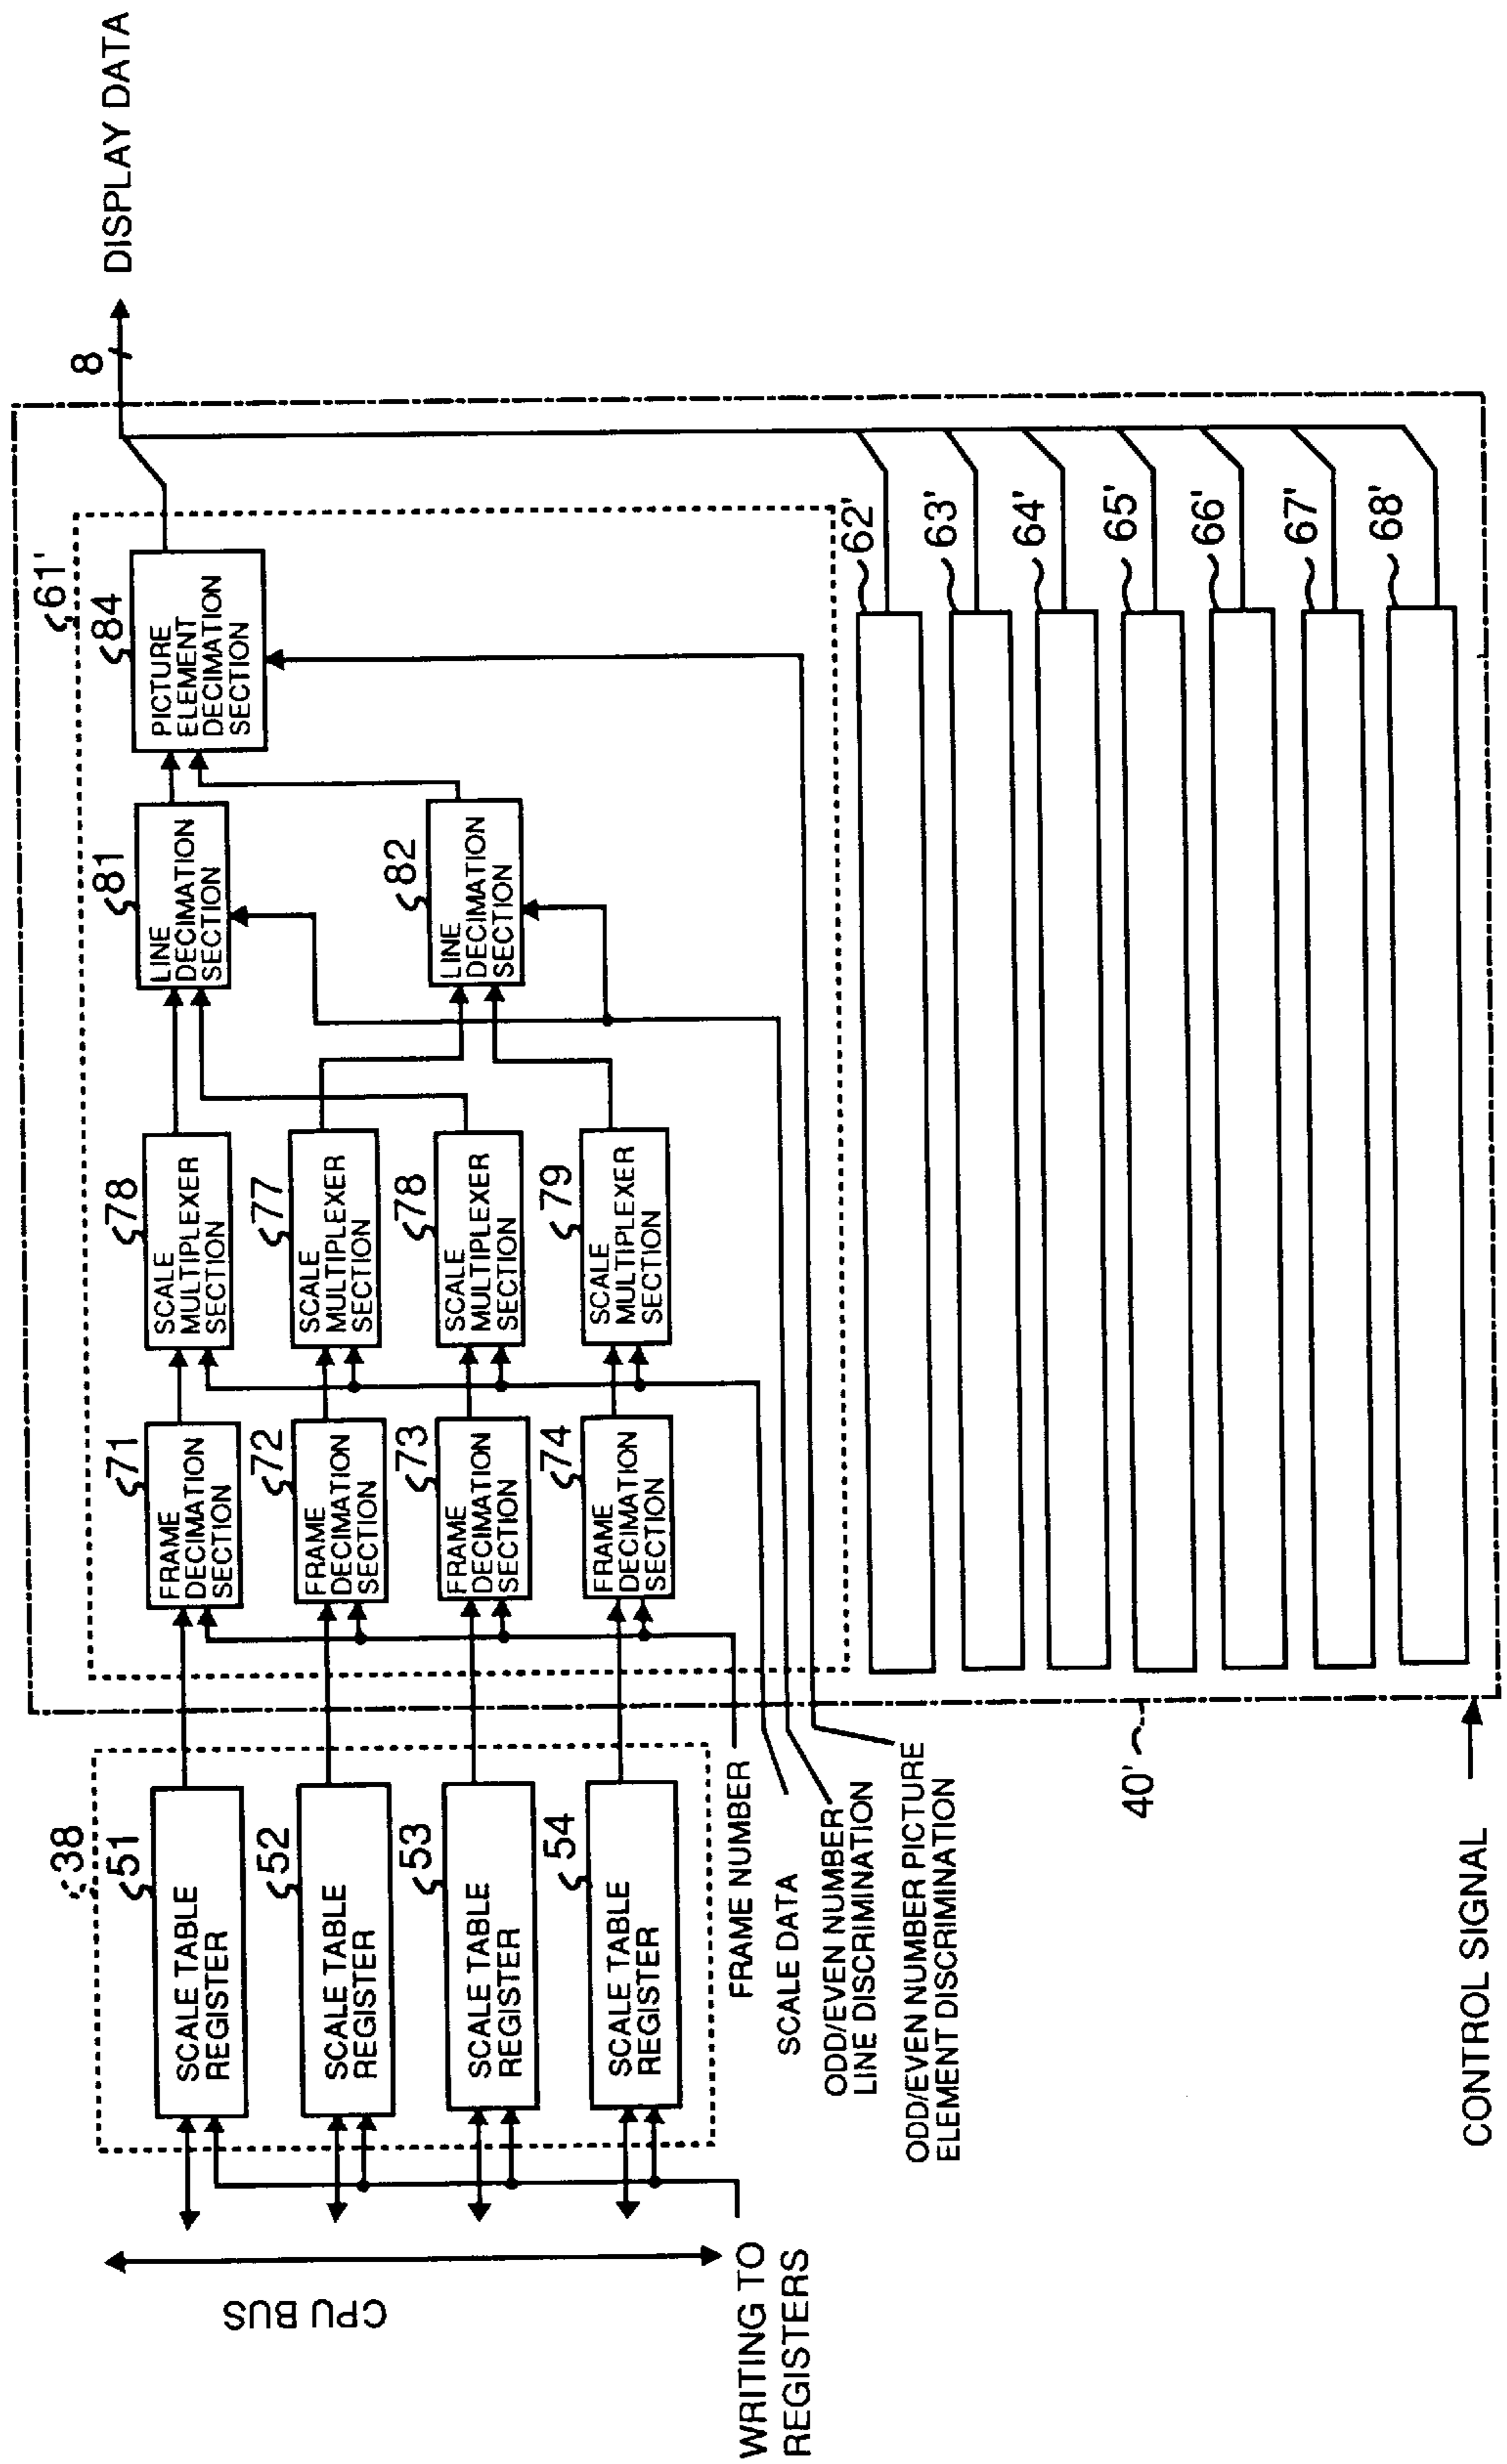 DISPLAY DATA
8
61'
84
PICTURE
ELEMENT
DECIMATION
SECTION
81
LINE
DECIMATION
SECTION
82
LINE
DECIMATION
SECTION
78
SCALE
MULTIPLEXER
SECTION
77
SCALE
MULTIPLEXER
SECTION
78
SCALE
MULTIPLEXER
SECTION
79
SCALE
MULTIPLEXER
SECTION
71
FRAME
DECIMATION
SECTION
72
FRAME
DECIMATION
SECTION
73
FRAME
DECIMATION
SECTION
74
FRAME
DECIMATION
SECTION
62'
63'
64'
65'
66'
67'
68'
38
51
SCALE TABLE
REGISTER
52
SCALE TABLE
REGISTER
53
SCALE TABLE
REGISTER
54
SCALE TABLE
REGISTER
FRAME NUMBER
SCALE DATA
ODD/EVEN NUMBER
LINE DISCRIMINATION
ODD/EVEN NUMBER PICTURE
ELEMENT DISCRIMINATION
40'
CONTROL SIGNAL
CPU BUS
WRITING TO
REGISTERS